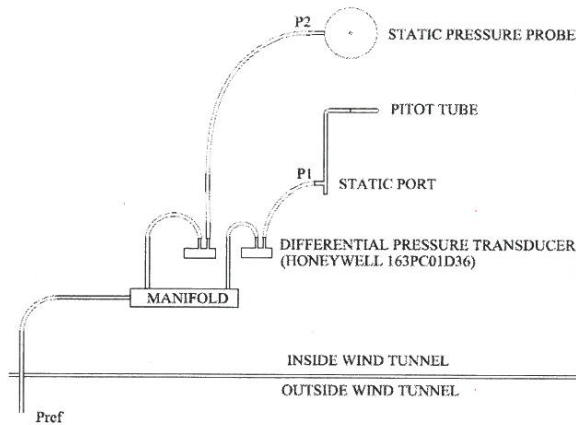 P2
STATIC PRESSURE PROBE
PITOT TUBE
P1
STATIC PORT
DIFFERENTIAL PRESSURE TRANSDUCER
(HONEYWELL 163PC01D36)
MANIFOLD
INSIDE WIND TUNNEL
OUTSIDE WIND TUNNEL
Pref